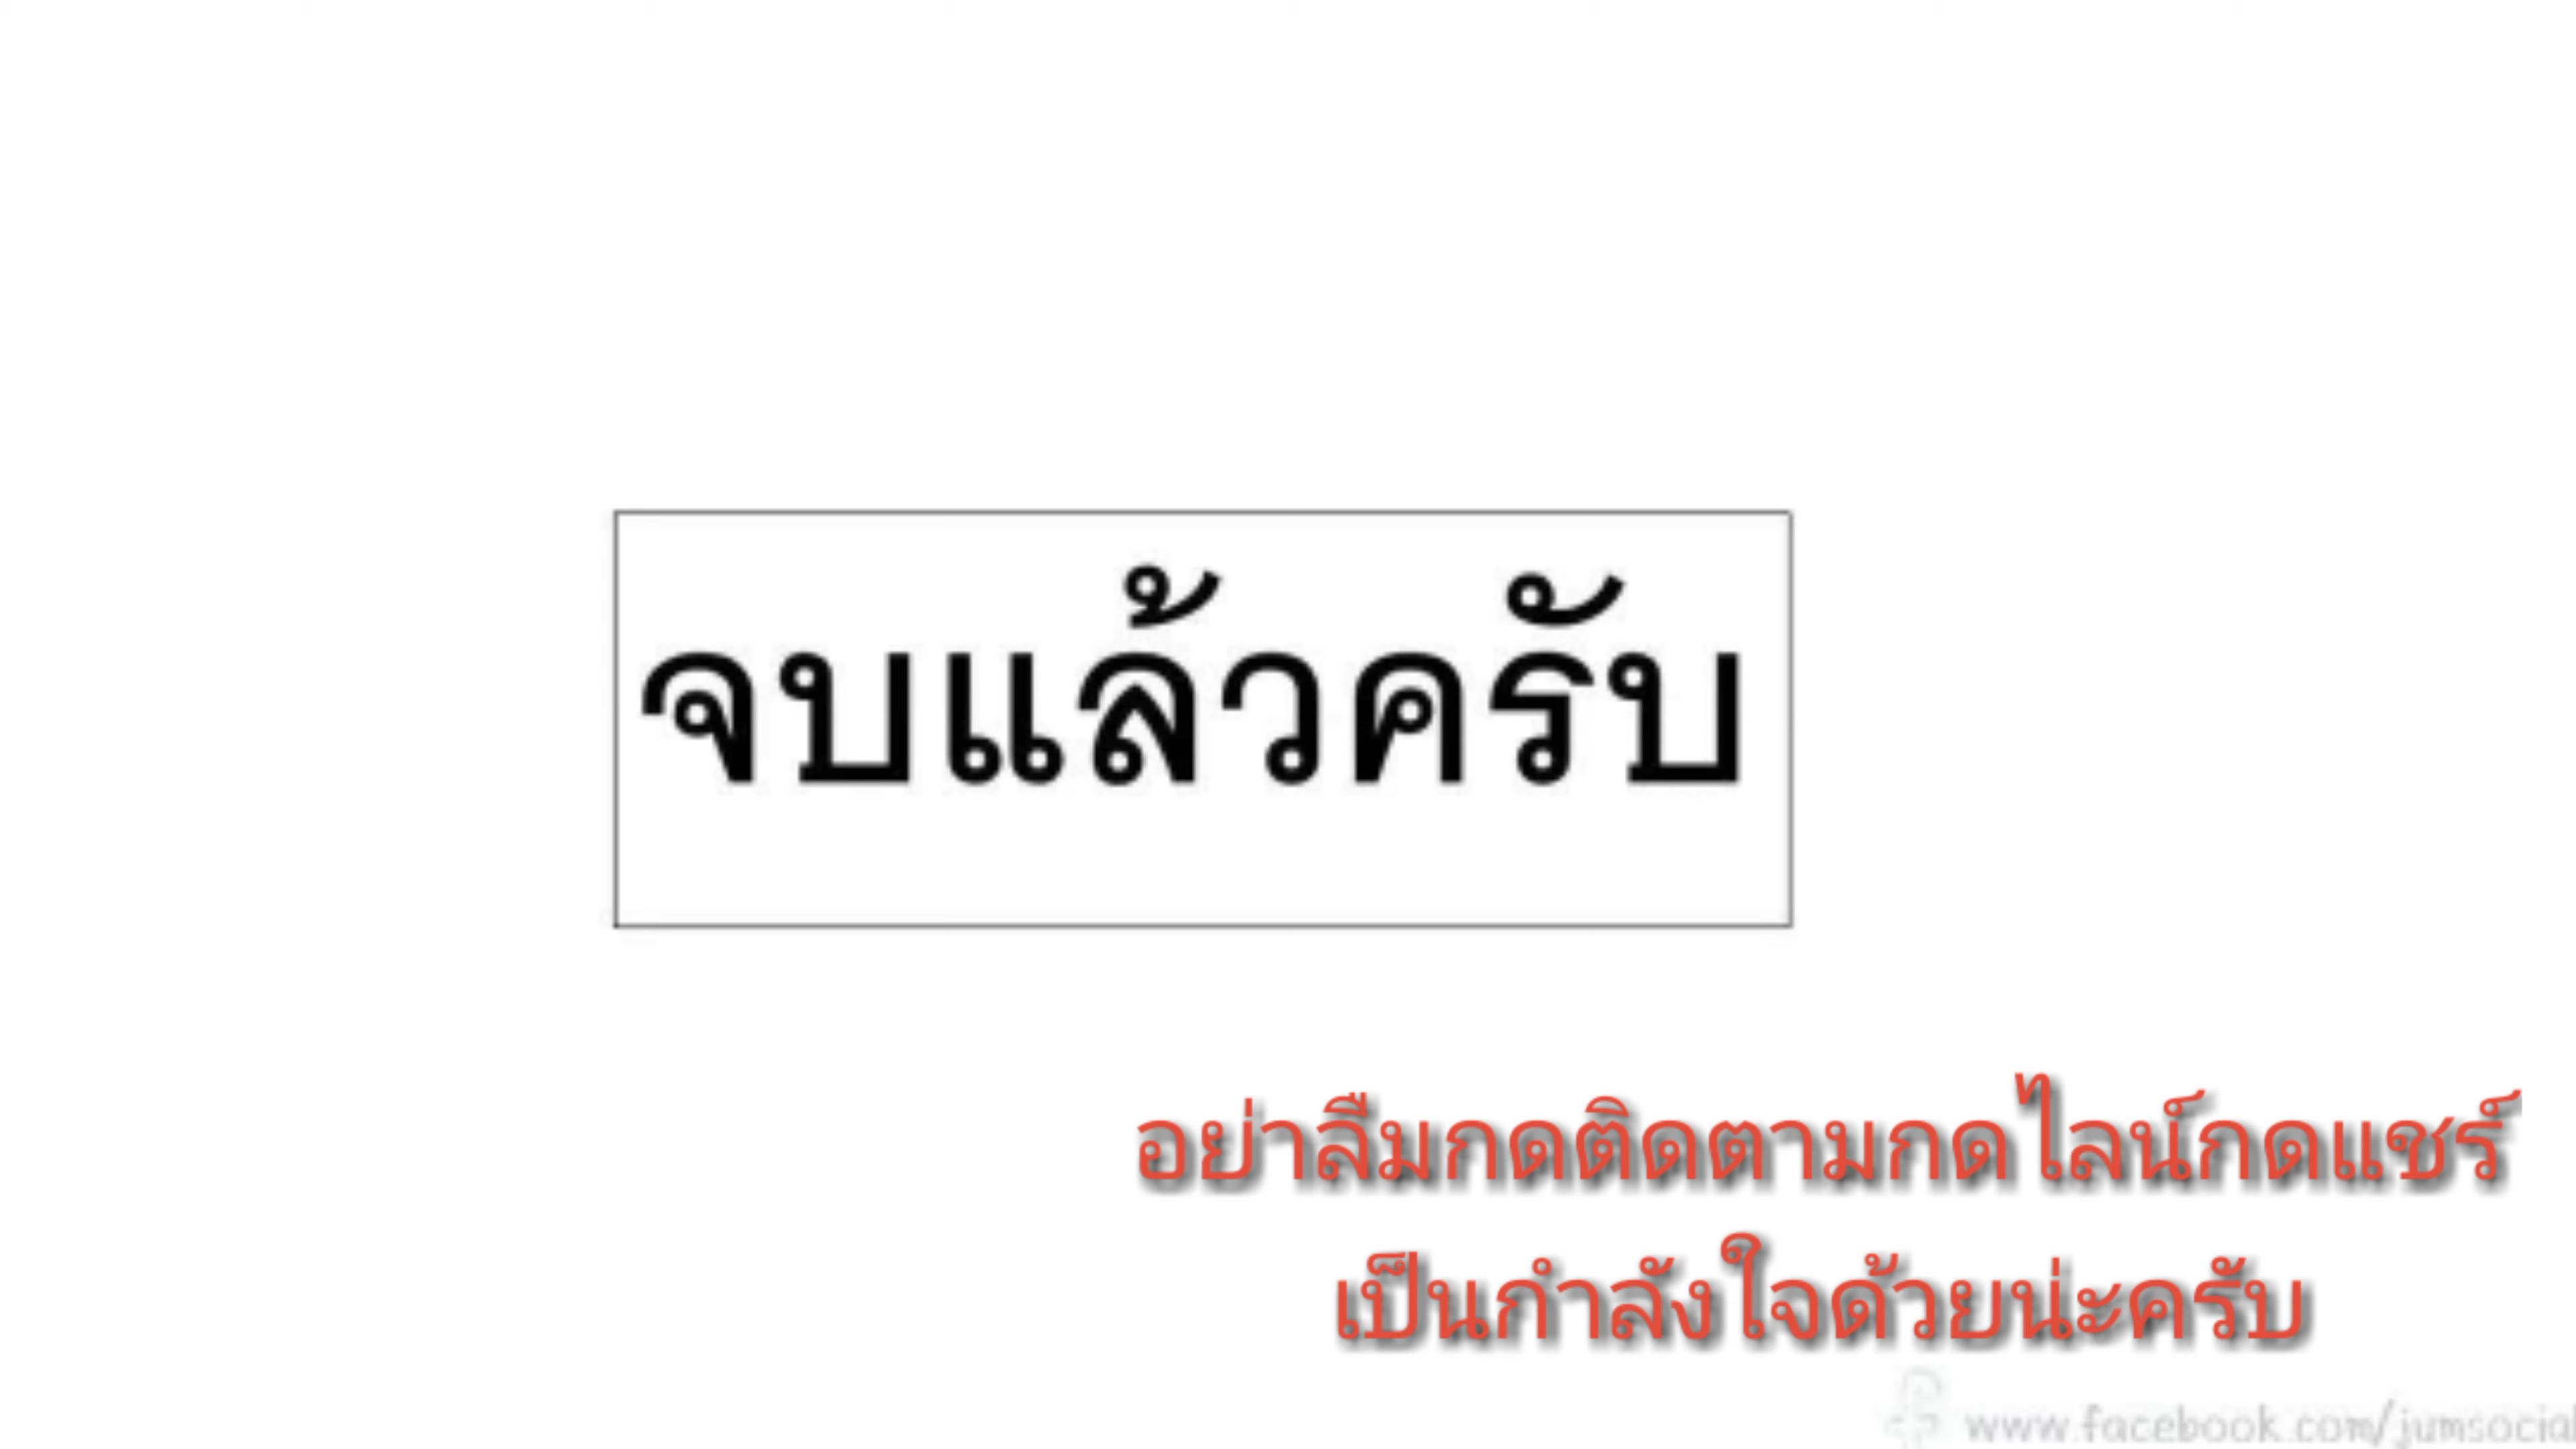 จบแล้วครับ
อย่าลืมกดติดตามกดไลน์กดแชร์
เป็นกำลังใจด้วยน่ะครับ
www.facebook.com/jumsocial